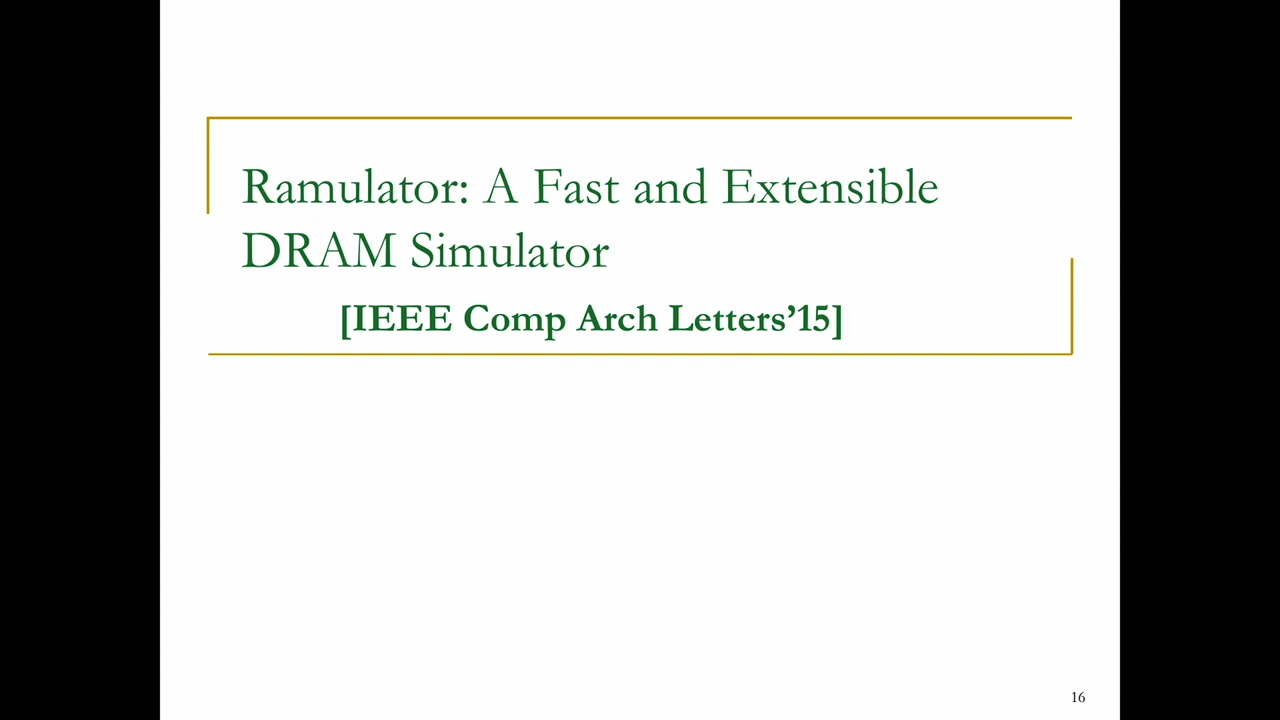 Ramulator: A Fast and Extensible
DRAM Simulator
[IEEE Comp Arch Letters’15]
16